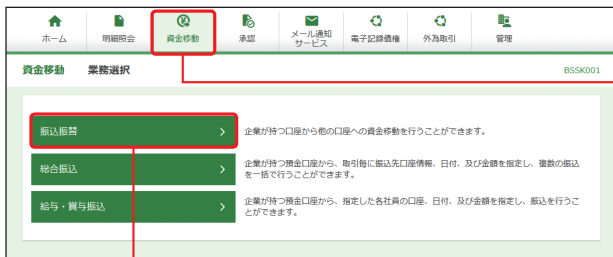 ホーム 明細照会 資金移動 承認 メール通知サービス 電子記録債権 外為取引 管理
資金移動 業務選択 BSSK001
振込振替 企業が持つ口座から他の口座への資金移動を行うことができます。
総合振込 企業が持つ預金口座から、取引毎に振込先口座情報、日付、及び金額を指定し、複数の振込
を一括で行うことができます。
給与・賞与振込 企業が持つ預金口座から、指定した各社員の口座、日付、及び金額を指定し、振込を行うこ
とができます。